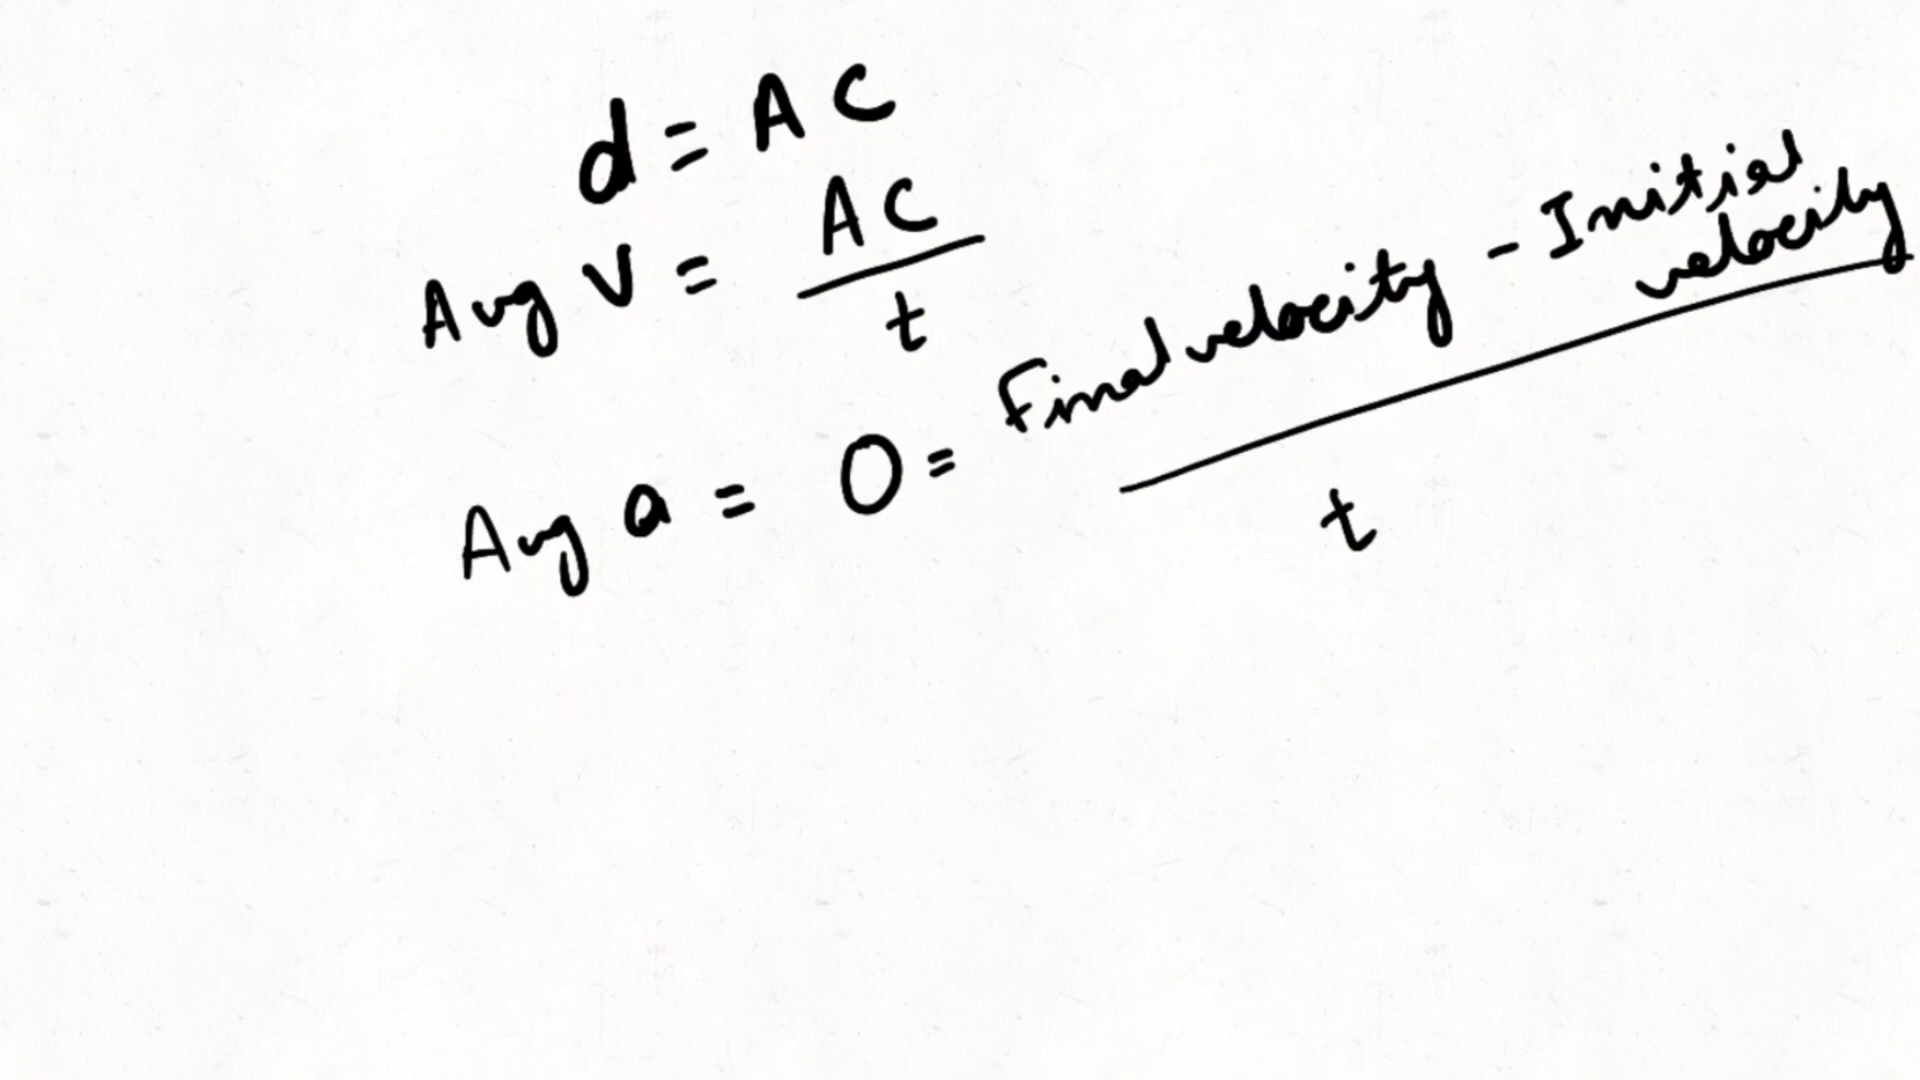 d = AC
Avg v = AC
t
Avg a = 0 = Final velocity - Initial velocity
t